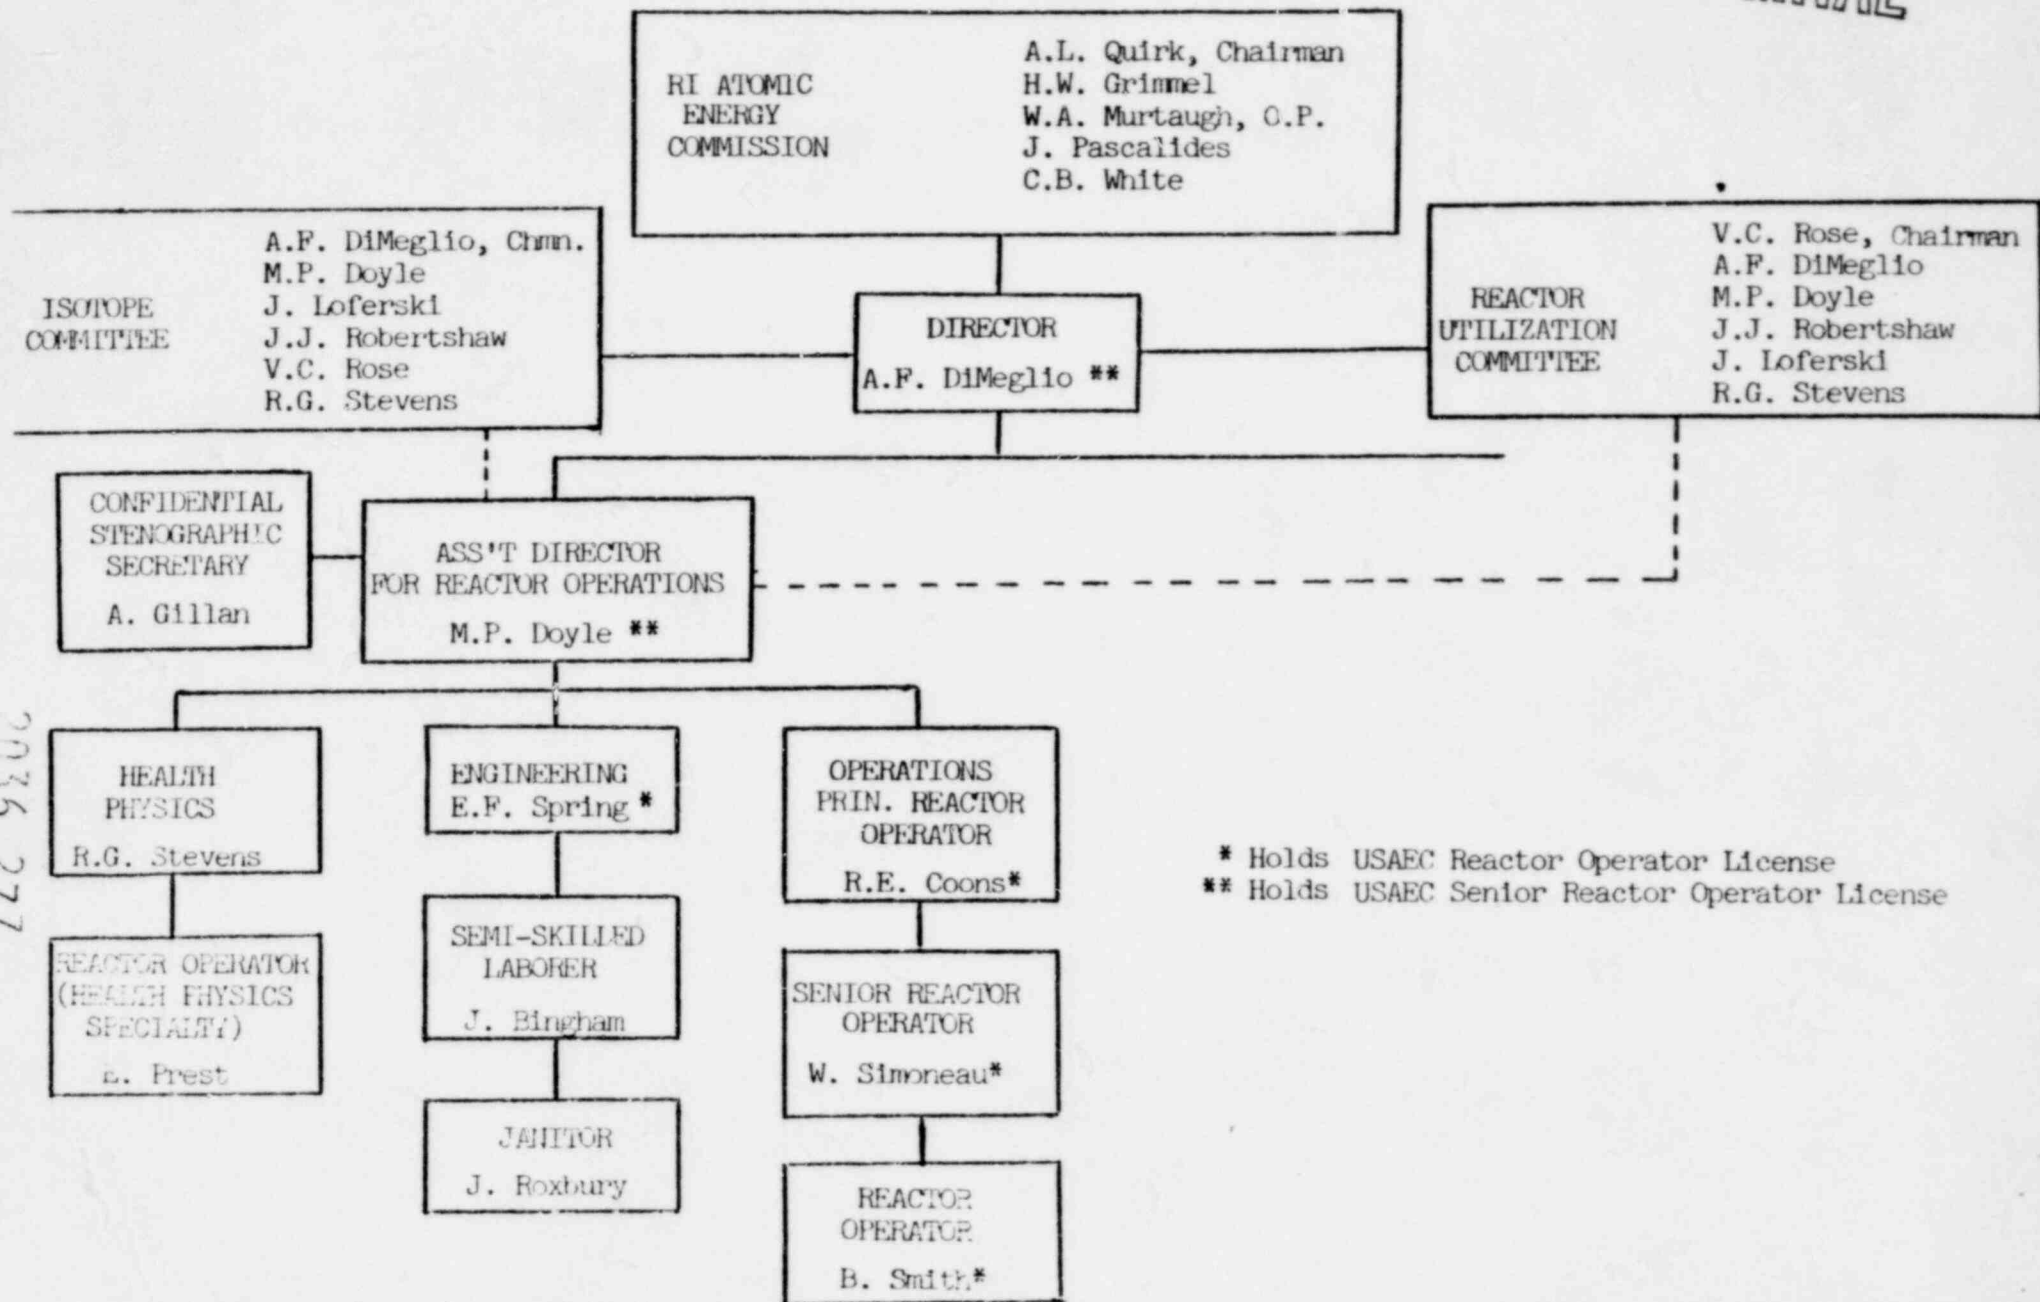 RI ATOMIC
ENERGY
COMMISSION
A.L. Quirk, Chairman
H.W. Grimmel
W.A. Murtaugh, O.P.
J. Pascalides
C.B. White
ISOTOPE
COMMITTEE
A.F. DiMeglio, Chmn.
M.P. Doyle
J. Loferski
J.J. Robertshaw
V.C. Rose
R.G. Stevens
DIRECTOR
A.F. DiMeglio **
REACTOR
UTILIZATION
COMMITTEE
V.C. Rose, Chairman
A.F. DiMeglio
M.P. Doyle
J.J. Robertshaw
J. Loferski
R.G. Stevens
CONFIDENTIAL
STENOGRAPHIC
SECRETARY
A. Gillan
ASS'T DIRECTOR
FOR REACTOR OPERATIONS
M.P. Doyle **
HEALTH
PHYSICS
R.G. Stevens
ENGINEERING
E.F. Spring *
OPERATIONS
PRIN. REACTOR
OPERATOR
R.E. Coons*
* Holds USAEC Reactor Operator License
** Holds USAEC Senior Reactor Operator License
REACTOR OPERATOR
(HEALTH PHYSICS
SPECIALTY)
E. Prest
SEMI-SKILLED
LABORER
J. Bingham
SENIOR REACTOR
OPERATOR
W. Simoneau*
JANITOR
J. Roxbury
REACTOR
OPERATOR
B. Smith*
2036 277